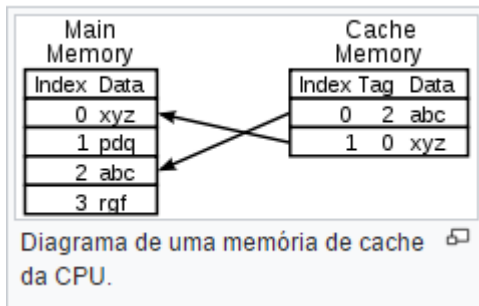 Main
Memory
Index Data
0 xyz
1 pdq
2 abc
3 rgf
Cache
Memory
Index Tag Data
0 2 abc
1 0 xyz
Diagrama de uma memória de cache
da CPU.